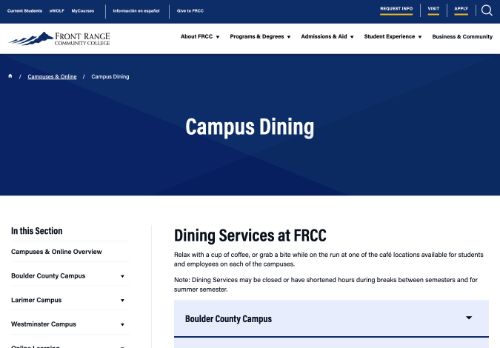 Current Students eWOLF MyCourses Información en español Give to FRCC REQUEST INFO VISIT APPLY
FRONT RANGE
COMMUNITY COLLEGE
About FRCC Programs & Degrees Admissions & Aid Student Experience Business & Community
/ Campuses & Online / Campus Dining
Campus Dining
In this Section
Campuses & Online Overview
Boulder County Campus
Larimer Campus
Westminster Campus
Online Learning
Dining Services at FRCC
Relax with a cup of coffee, or grab a bite while on the run at one of the café locations available for students
and employees on each of the campuses.
Note: Dining Services may be closed or have shortened hours during breaks between semesters and for
summer semester.
Boulder County Campus